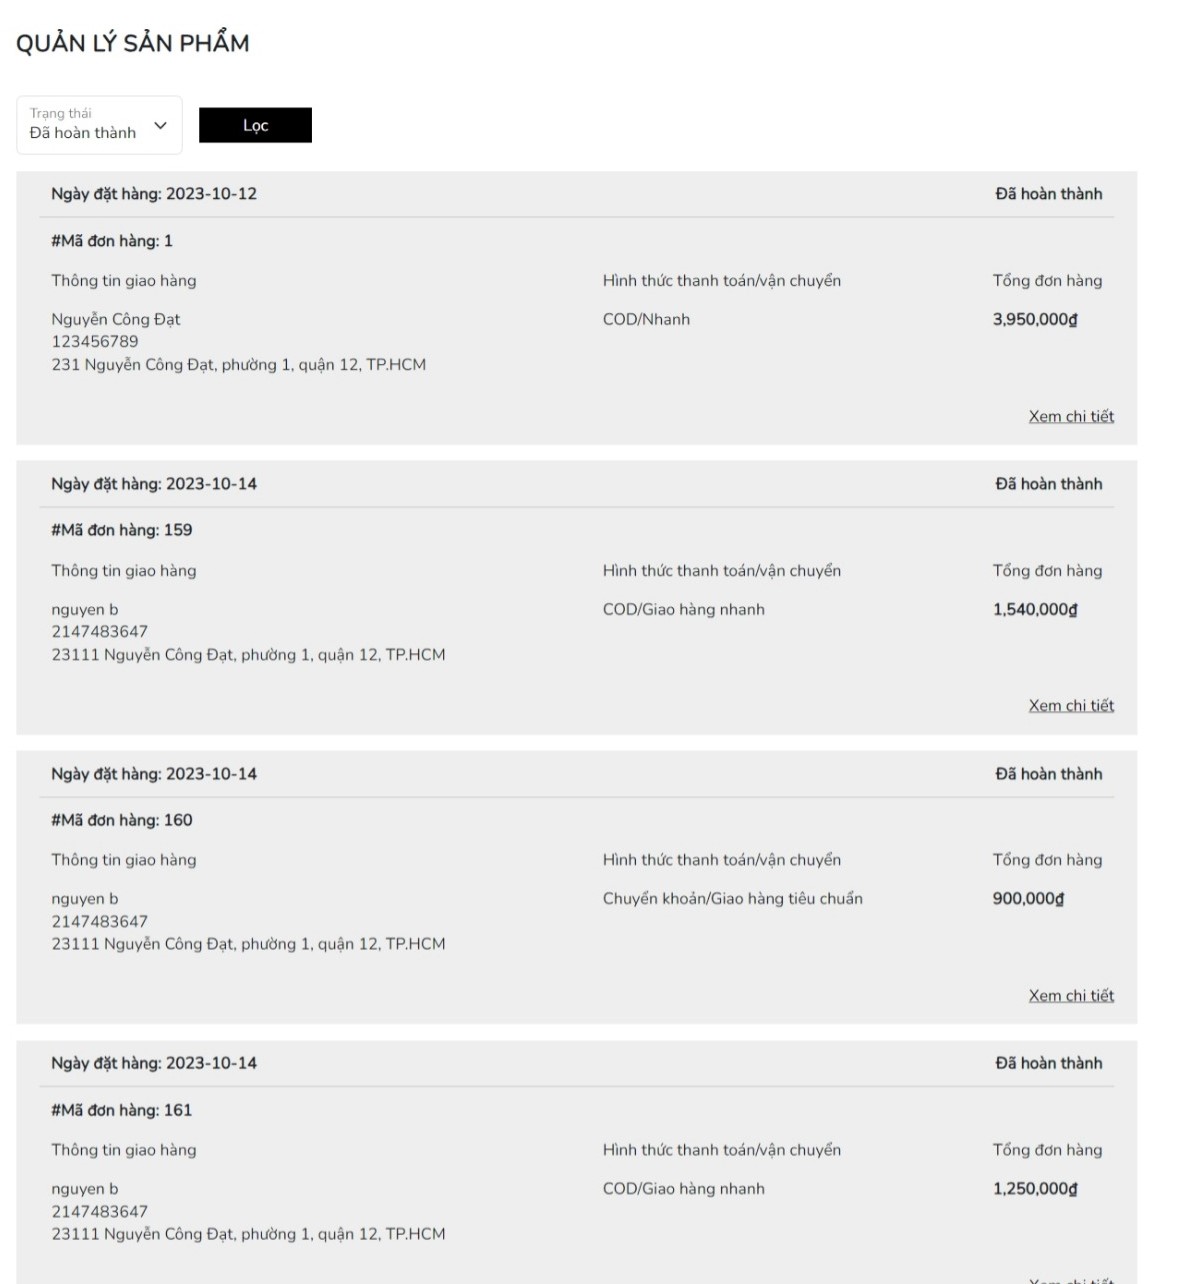 QUẢN LÝ SẢN PHẨM
Trạng thái
Đã hoàn thành
Lọc
Ngày đặt hàng: 2023-10-12 Đã hoàn thành
#Mã đơn hàng: 1
Thông tin giao hàng Hình thức thanh toán/vận chuyển Tổng đơn hàng
Nguyễn Công Đạt COD/Nhanh 3,950,000₫
123456789
231 Nguyễn Công Đạt, phường 1, quận 12, TP.HCM
Xem chi tiết
Ngày đặt hàng: 2023-10-14 Đã hoàn thành
#Mã đơn hàng: 159
Thông tin giao hàng Hình thức thanh toán/vận chuyển Tổng đơn hàng
nguyen b COD/Giao hàng nhanh 1,540,000₫
2147483647
23111 Nguyễn Công Đạt, phường 1, quận 12, TP.HCM
Xem chi tiết
Ngày đặt hàng: 2023-10-14 Đã hoàn thành
#Mã đơn hàng: 160
Thông tin giao hàng Hình thức thanh toán/vận chuyển Tổng đơn hàng
nguyen b Chuyển khoản/Giao hàng tiêu chuẩn 900,000₫
2147483647
23111 Nguyễn Công Đạt, phường 1, quận 12, TP.HCM
Xem chi tiết
Ngày đặt hàng: 2023-10-14 Đã hoàn thành
#Mã đơn hàng: 161
Thông tin giao hàng Hình thức thanh toán/vận chuyển Tổng đơn hàng
nguyen b COD/Giao hàng nhanh 1,250,000₫
2147483647
23111 Nguyễn Công Đạt, phường 1, quận 12, TP.HCM